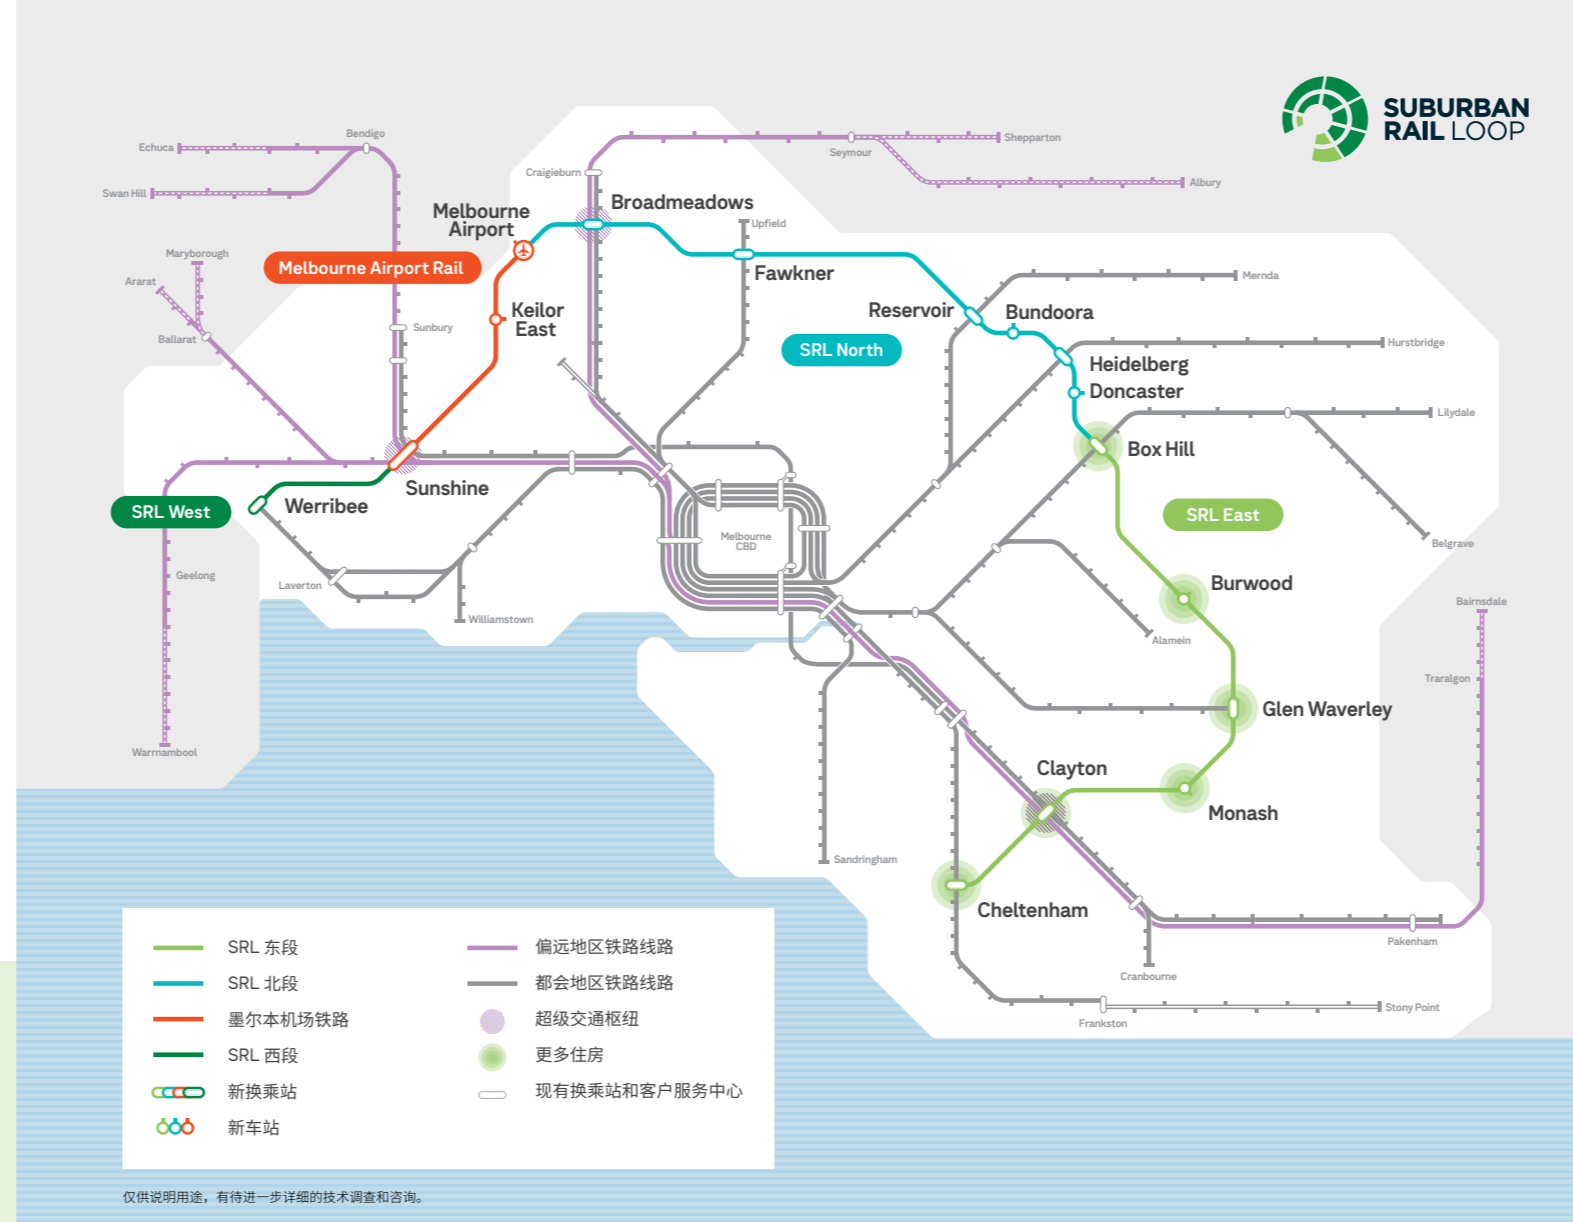 SUBURBAN
RAIL LOOP
Echuca
Bendigo
Swan Hill
Craigieburn
Seymour
Shepparton
Albury
Melbourne
Airport
Broadmeadows
Upfield
Maryborough
Ararat
Ballarat
Melbourne Airport Rail
Fawkner
Mernda
Keilor
East
Sunbury
Reservoir
Bundoora
SRL North
Heidelberg
Hurstbridge
Doncaster
Lilydale
Box Hill
Sunshine
SRL West
Werribee
SRL East
Melbourne
CBD
Belgrave
Geelong
Laverton
Burwood
Williamstown
Alamein
Bairnsdale
Traralgon
Glen Waverley
Warrnambool
Clayton
Monash
Sandringham
Cheltenham
Pakenham
Cranbourne
Stony Point
Frankston
SRL 东段
SRL 北段
墨尔本机场铁路
SRL 西段
新换乘站
新车站
偏远地区铁路线路
都会地区铁路线路
超级交通枢纽
更多住房
现有换乘站和客户服务中心
仅供说明用途，有待进一步详细的技术调查和咨询。